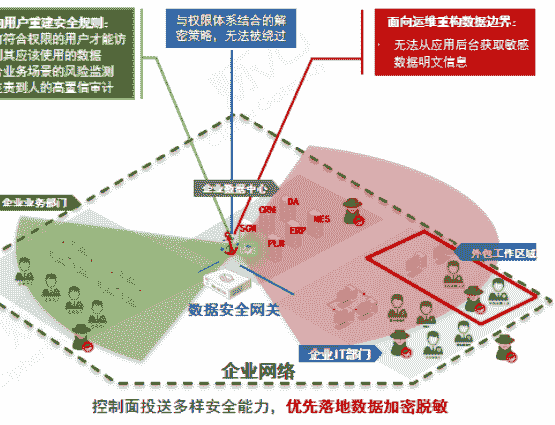 用户重建安全规则:
有符合权限的用户才能访
到其应该使用的数据
业务场景的风险监测
责到人的高置信审计
与权限体系结合的解
密策略，无法被绕过
面向运维重构数据边界:
无法从应用后台获取敏感
数据明文信息
企业业务部门
企业数据中心
CRM
OA
SGW
ERP
MES
PLM
外包工作区域
数据安全网关
企业IT部门
企业网络
控制面投送多样安全能力，优先落地数据加密脱敏